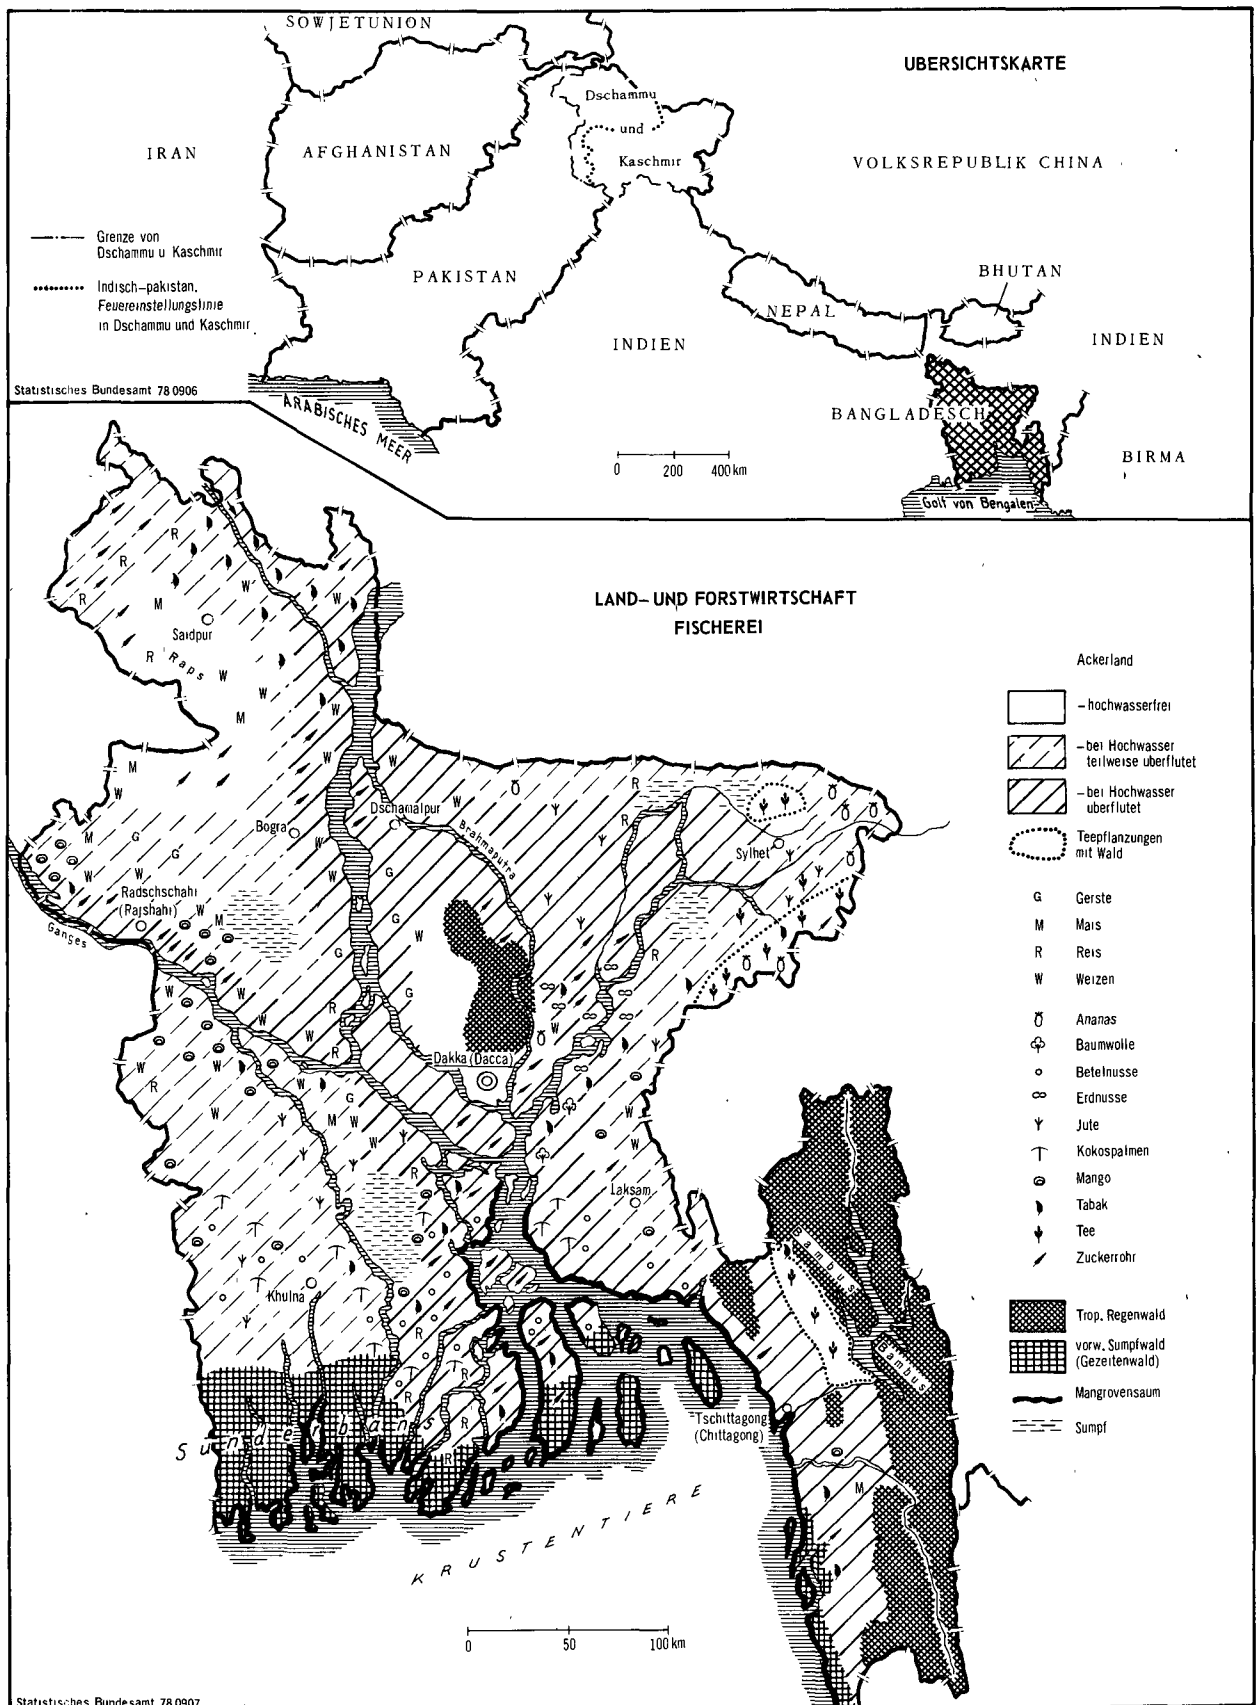 SOWJETUNION
ÜBERSICHTSKARTE
Dschammu
und
Kaschmir
IRAN
AFGHANISTAN
VOLKSREPUBLIK CHINA
Grenze von
Dschammu u Kaschmir
Indisch-pakistan.
Feuereinstellungslinie
in Dschammu und Kaschmir
PAKISTAN
BHUTAN
NEPAL
INDIEN
INDIEN
Statistisches Bundesamt 78 0906
ARABISCHES MEER
BANGLADESCH
BIRMA
0 200 400 km
Golf von Bengalen
LAND- UND FORSTWIRTSCHAFT
FISCHEREI
Saidpur
Raps
Dschamalpur
Bogra
Brahmaputra
Sylhet
Radschschahi
(Rajshahi)
Ganges
Dakka (Dacca)
Laksam
Khulna
Bambus
Bambus
Sunderbans
Tschittagong
(Chittagong)
KRUSTENTIERE
Ackerland
-hochwasserfrei
-bei Hochwasser
teilweise uberflutet
-bei Hochwasser
uberflutet
Teepflanzungen
mit Wald
G Gerste
M Mais
R Reis
W Weizen
Ananas
Baumwolle
Betelnusse
Erdnusse
Jute
Kokospalmen
Mango
Tabak
Tee
Zuckerrohr
Trop. Regenwald
vorw. Sumpfwald
(Gezeitenwald)
Mangrovensaum
Sumpf
0 50 100 km
Statistisches Bundesamt 78 0907